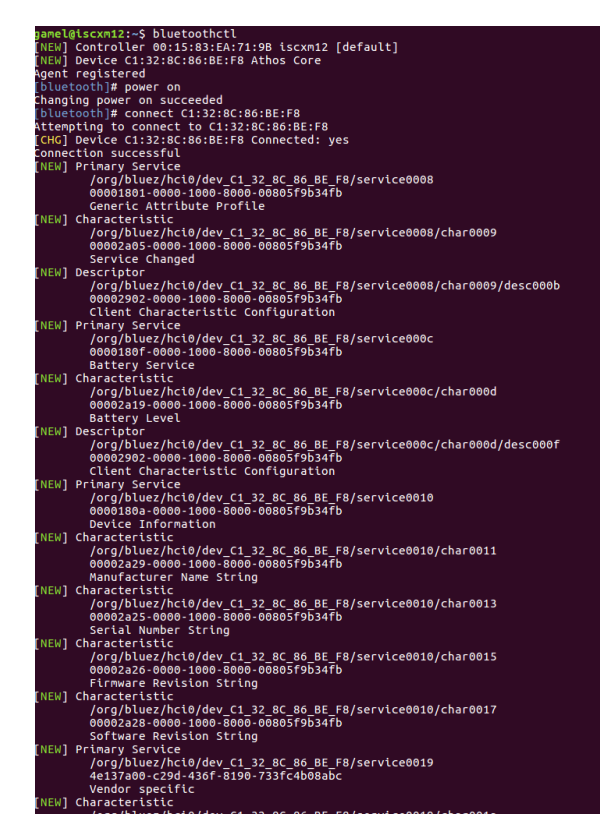 gamel@iscxm12:~$ bluetoothctl
[NEW] Controller 00:15:83:EA:71:9B iscxm12 [default]
[NEW] Device C1:32:8C:86:BE:F8 Athos Core
Agent registered
[bluetooth]# power on
Changing power on succeeded
[bluetooth]# connect C1:32:8C:86:BE:F8
Attempting to connect to C1:32:8C:86:BE:F8
[CHG] Device C1:32:8C:86:BE:F8 Connected: yes
Connection successful
[NEW] Primary Service
/org/bluez/hci0/dev_C1_32_8C_86_BE_F8/service0008
00001801-0000-1000-8000-00805f9b34fb
Generic Attribute Profile
[NEW] Characteristic
/org/bluez/hci0/dev_C1_32_8C_86_BE_F8/service0008/char0009
00002a05-0000-1000-8000-00805f9b34fb
Service Changed
[NEW] Descriptor
/org/bluez/hci0/dev_C1_32_8C_86_BE_F8/service0008/char0009/desc000b
00002902-0000-1000-8000-00805f9b34fb
Client Characteristic Configuration
[NEW] Primary Service
/org/bluez/hci0/dev_C1_32_8C_86_BE_F8/service000c
0000180f-0000-1000-8000-00805f9b34fb
Battery Service
[NEW] Characteristic
/org/bluez/hci0/dev_C1_32_8C_86_BE_F8/service000c/char000d
00002a19-0000-1000-8000-00805f9b34fb
Battery Level
[NEW] Descriptor
/org/bluez/hci0/dev_C1_32_8C_86_BE_F8/service000c/char000d/desc000f
00002902-0000-1000-8000-00805f9b34fb
Client Characteristic Configuration
[NEW] Primary Service
/org/bluez/hci0/dev_C1_32_8C_86_BE_F8/service0010
0000180a-0000-1000-8000-00805f9b34fb
Device Information
[NEW] Characteristic
/org/bluez/hci0/dev_C1_32_8C_86_BE_F8/service0010/char0011
00002a29-0000-1000-8000-00805f9b34fb
Manufacturer Name String
[NEW] Characteristic
/org/bluez/hci0/dev_C1_32_8C_86_BE_F8/service0010/char0013
00002a25-0000-1000-8000-00805f9b34fb
Serial Number String
[NEW] Characteristic
/org/bluez/hci0/dev_C1_32_8C_86_BE_F8/service0010/char0015
00002a26-0000-1000-8000-00805f9b34fb
Firmware Revision String
[NEW] Characteristic
/org/bluez/hci0/dev_C1_32_8C_86_BE_F8/service0010/char0017
00002a28-0000-1000-8000-00805f9b34fb
Software Revision String
[NEW] Primary Service
/org/bluez/hci0/dev_C1_32_8C_86_BE_F8/service0019
4e137a00-c29d-436f-8190-733fc4b08abc
Vendor specific
[NEW] Characteristic